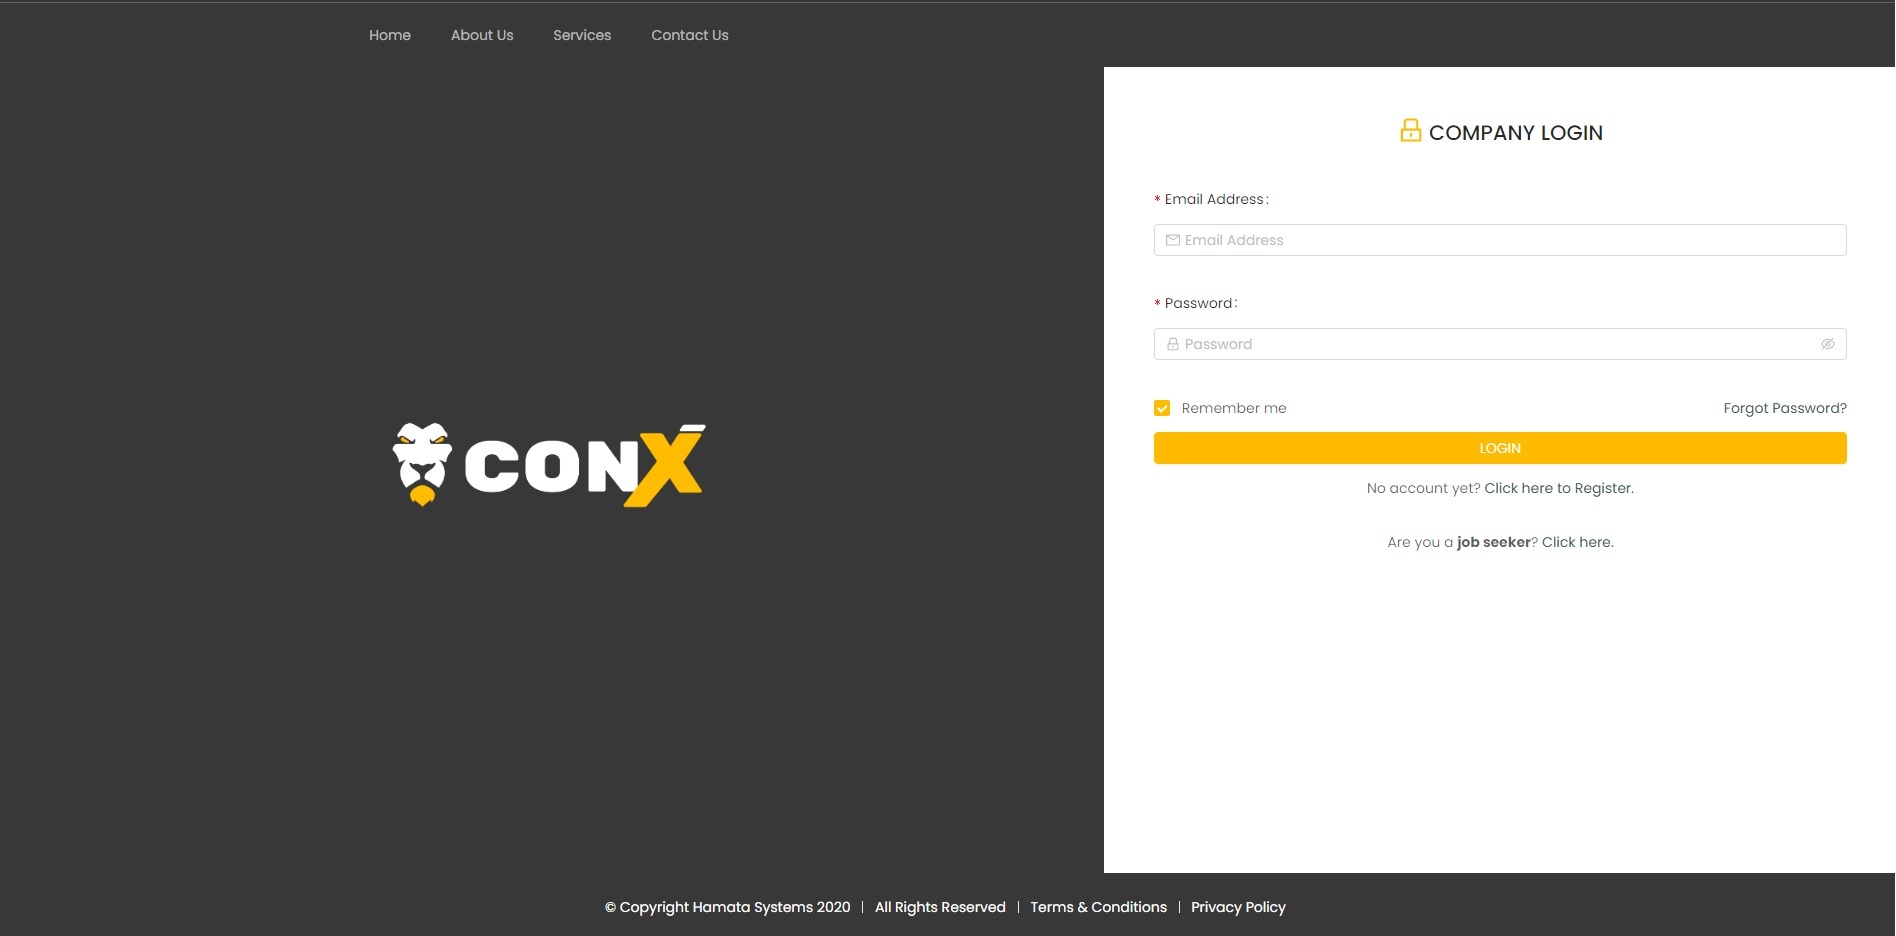 Home About Us Services Contact Us
COMPANY LOGIN
* Email Address:
Email Address
* Password:
Password
Remember me Forgot Password?
LOGIN
No account yet? Click here to Register.
Are you a job seeker? Click here.
CONX
© Copyright Hamata Systems 2020 | All Rights Reserved | Terms & Conditions | Privacy Policy